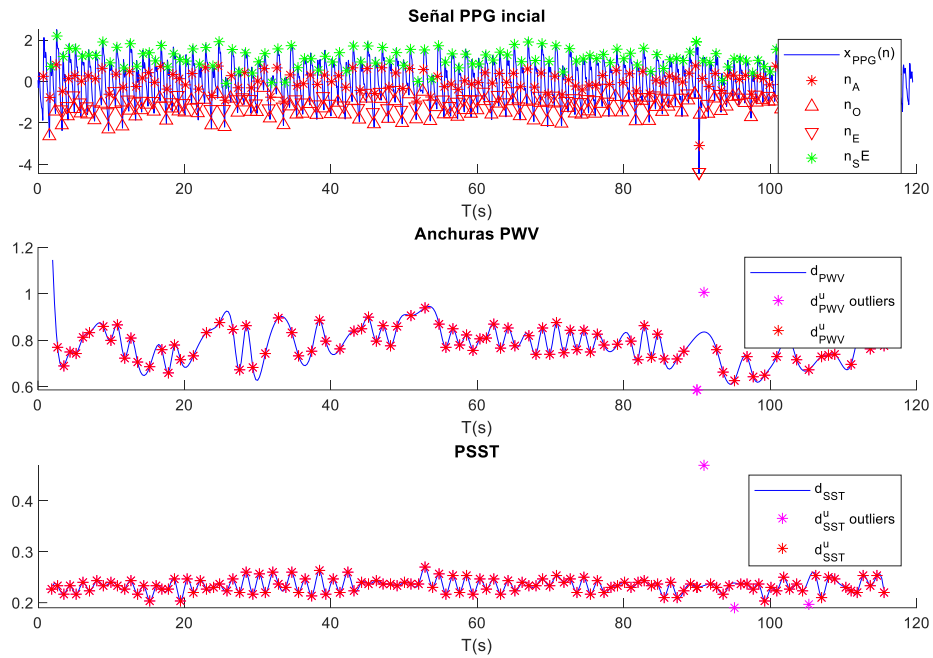 Señal PPG incial
2
0
-2
-4
0 20 40 60 80 100 120
T(s)
x_PPG(n)
n_A
n_O
n_E
n_SE
Anchuras PWV
1.2
1
0.8
0.6
0 20 40 60 80 100 120
T(s)
d_PWV
d^u_PWV outliers
d^u_PWV
PSST
0.4
0.3
0.2
0 20 40 60 80 100 120
T(s)
d_SST
d^u_SST outliers
d^u_SST